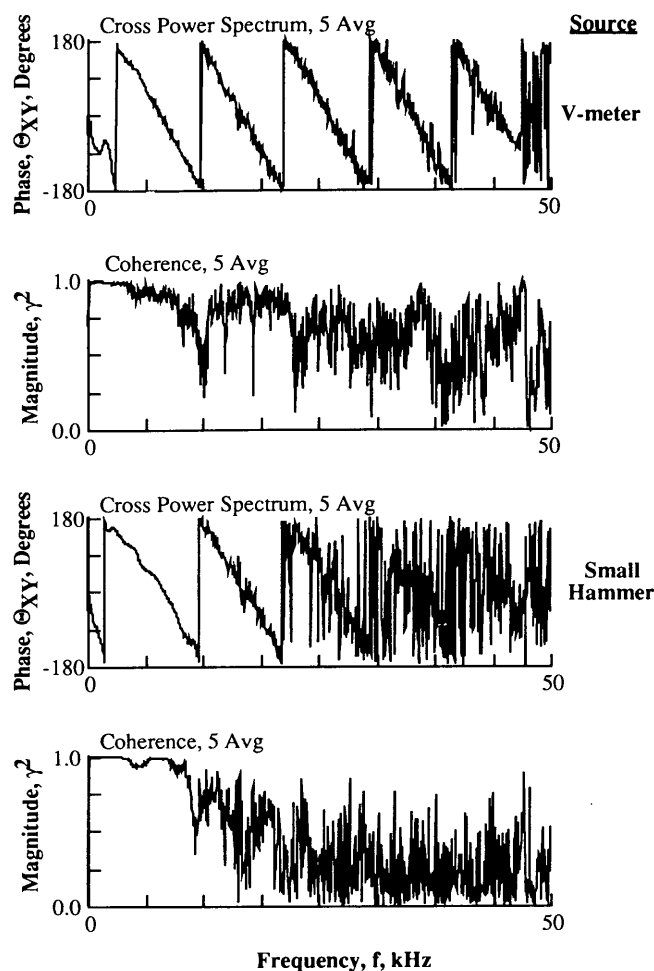 Cross Power Spectrum, 5 Avg
Source
180
Phase, ΘXY, Degrees
V-meter
-180
0
50
Coherence, 5 Avg
1.0
Magnitude, γ²
0.0
0
50
Cross Power Spectrum, 5 Avg
180
Phase, ΘXY, Degrees
Small
Hammer
-180
0
50
Coherence, 5 Avg
1.0
Magnitude, γ²
0.0
0
50
Frequency, f, kHz